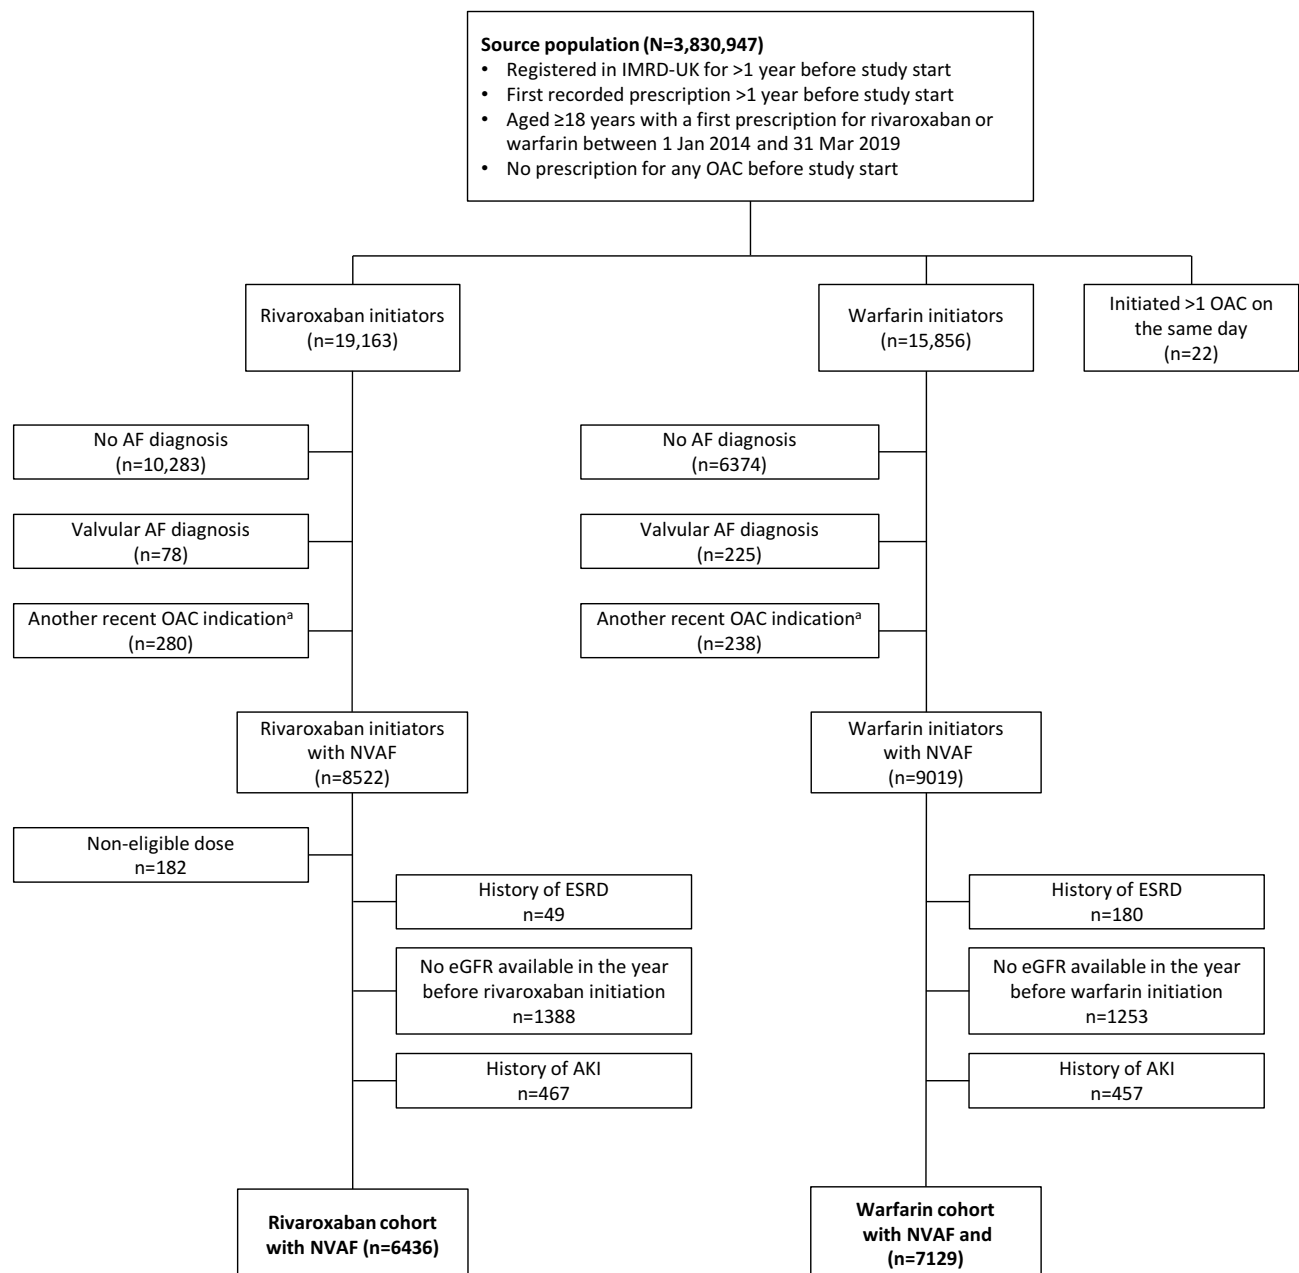 Source population (N=3,830,947)
• Registered in IMRD-UK for >1 year before study start
• First recorded prescription >1 year before study start
• Aged ≥18 years with a first prescription for rivaroxaban or
warfarin between 1 Jan 2014 and 31 Mar 2019
• No prescription for any OAC before study start
Rivaroxaban initiators
(n=19,163)
Warfarin initiators
(n=15,856)
Initiated >1 OAC on
the same day
(n=22)
No AF diagnosis
(n=10,283)
No AF diagnosis
(n=6374)
Valvular AF diagnosis
(n=78)
Valvular AF diagnosis
(n=225)
Another recent OAC indicationᵃ
(n=280)
Another recent OAC indicationᵃ
(n=238)
Rivaroxaban initiators
with NVAF
(n=8522)
Warfarin initiators
with NVAF
(n=9019)
Non-eligible dose
n=182
History of ESRD
n=49
History of ESRD
n=180
No eGFR available in the year
before rivaroxaban initiation
n=1388
No eGFR available in the year
before warfarin initiation
n=1253
History of AKI
n=467
History of AKI
n=457
Rivaroxaban cohort
with NVAF (n=6436)
Warfarin cohort
with NVAF and
(n=7129)